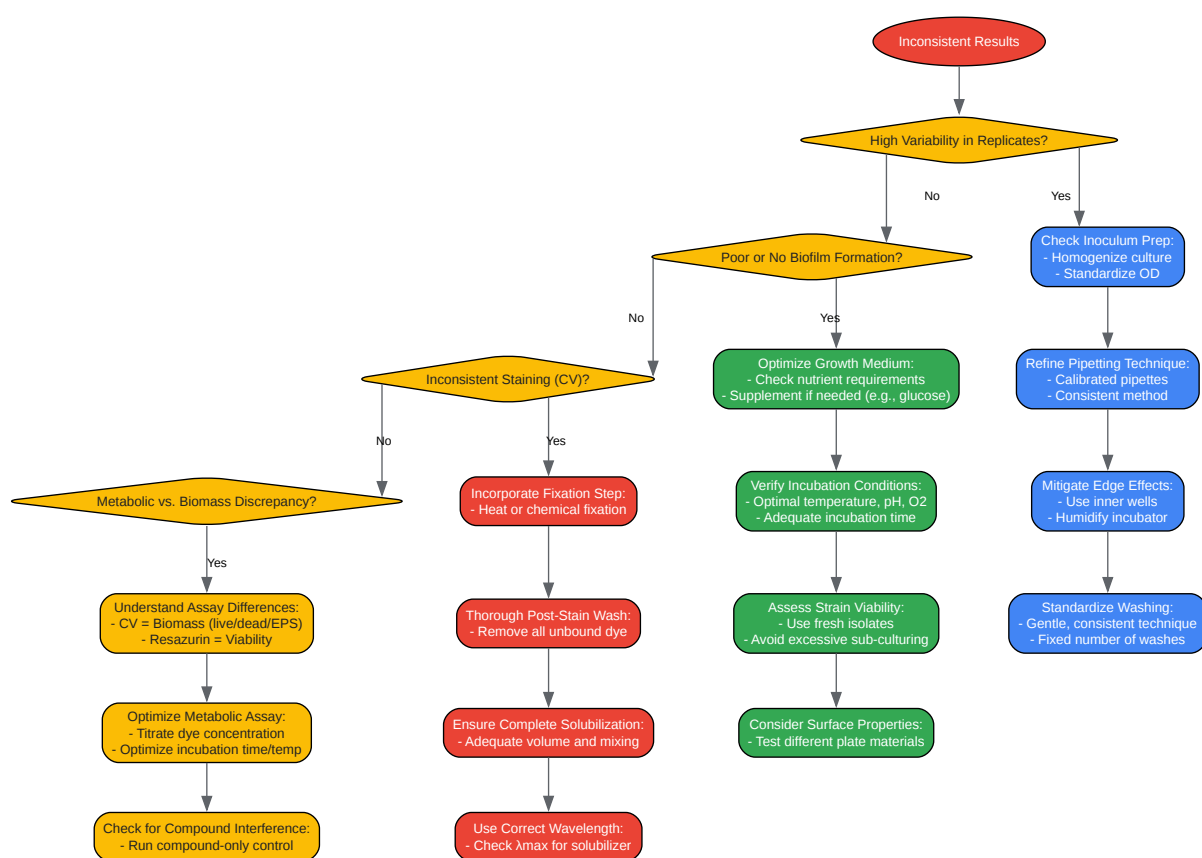 Inconsistent Results
High Variability in Replicates?
No
Yes
Check Inoculum Prep:
- Homogenize culture
- Standardize OD
Poor or No Biofilm Formation?
No
Yes
Refine Pipetting Technique:
- Calibrated pipettes
- Consistent method
Optimize Growth Medium:
- Check nutrient requirements
- Supplement if needed (e.g., glucose)
Inconsistent Staining (CV)?
No
Yes
Mitigate Edge Effects:
- Use inner wells
- Humidify incubator
Verify Incubation Conditions:
- Optimal temperature, pH, O2
- Adequate incubation time
Incorporate Fixation Step:
- Heat or chemical fixation
Metabolic vs. Biomass Discrepancy?
Yes
Standardize Washing:
- Gentle, consistent technique
- Fixed number of washes
Assess Strain Viability:
- Use fresh isolates
- Avoid excessive sub-culturing
Thorough Post-Stain Wash:
- Remove all unbound dye
Understand Assay Differences:
- CV = Biomass (live/dead/EPS)
- Resazurin = Viability
Consider Surface Properties:
- Test different plate materials
Ensure Complete Solubilization:
- Adequate volume and mixing
Optimize Metabolic Assay:
- Titrate dye concentration
- Optimize incubation time/temp
Use Correct Wavelength:
- Check λmax for solubilizer
Check for Compound Interference:
- Run compound-only control